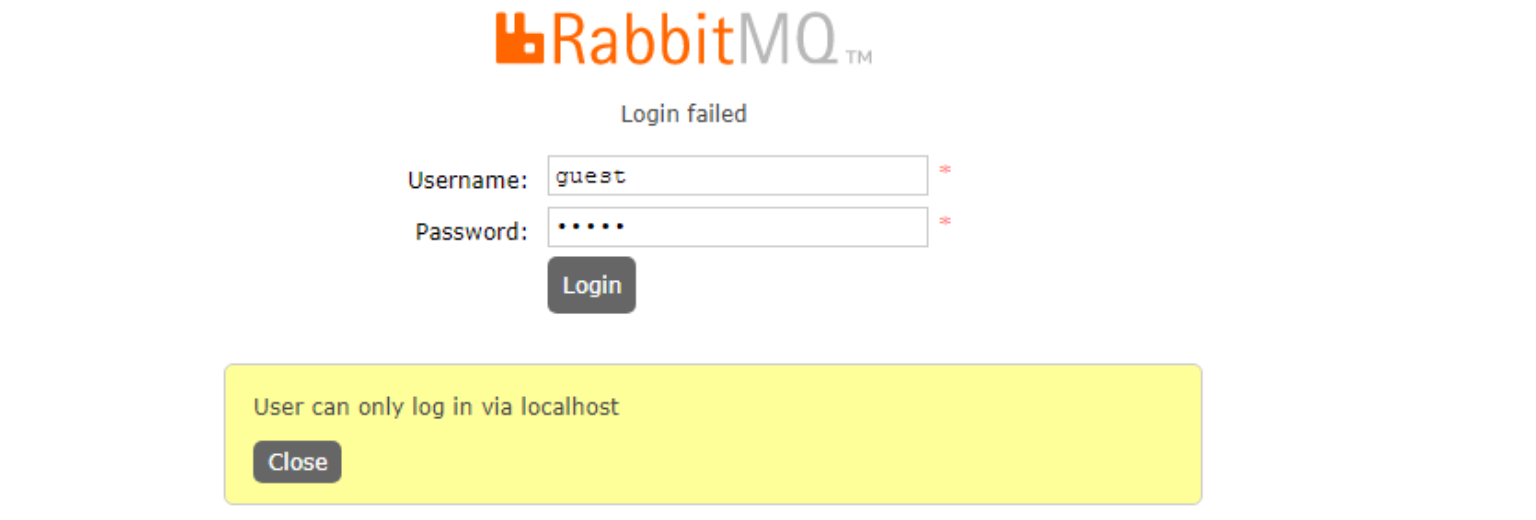 RabbitMQ™
Login failed
Username: guest *
Password: ••••• *
Login
User can only log in via localhost
Close